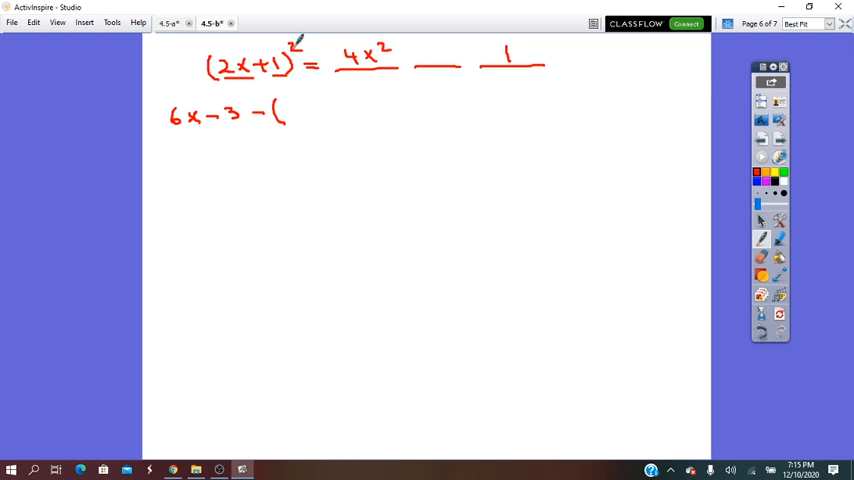 ActivInspire - Studio
File Edit View Insert Tools Help
4.5-a* 4.5-b* CLASSFLOW Connect Page 6 of 7 Best Fit
(2x+1)² = 4x² ____ 1
6x-3-(
7:15 PM
12/10/2020